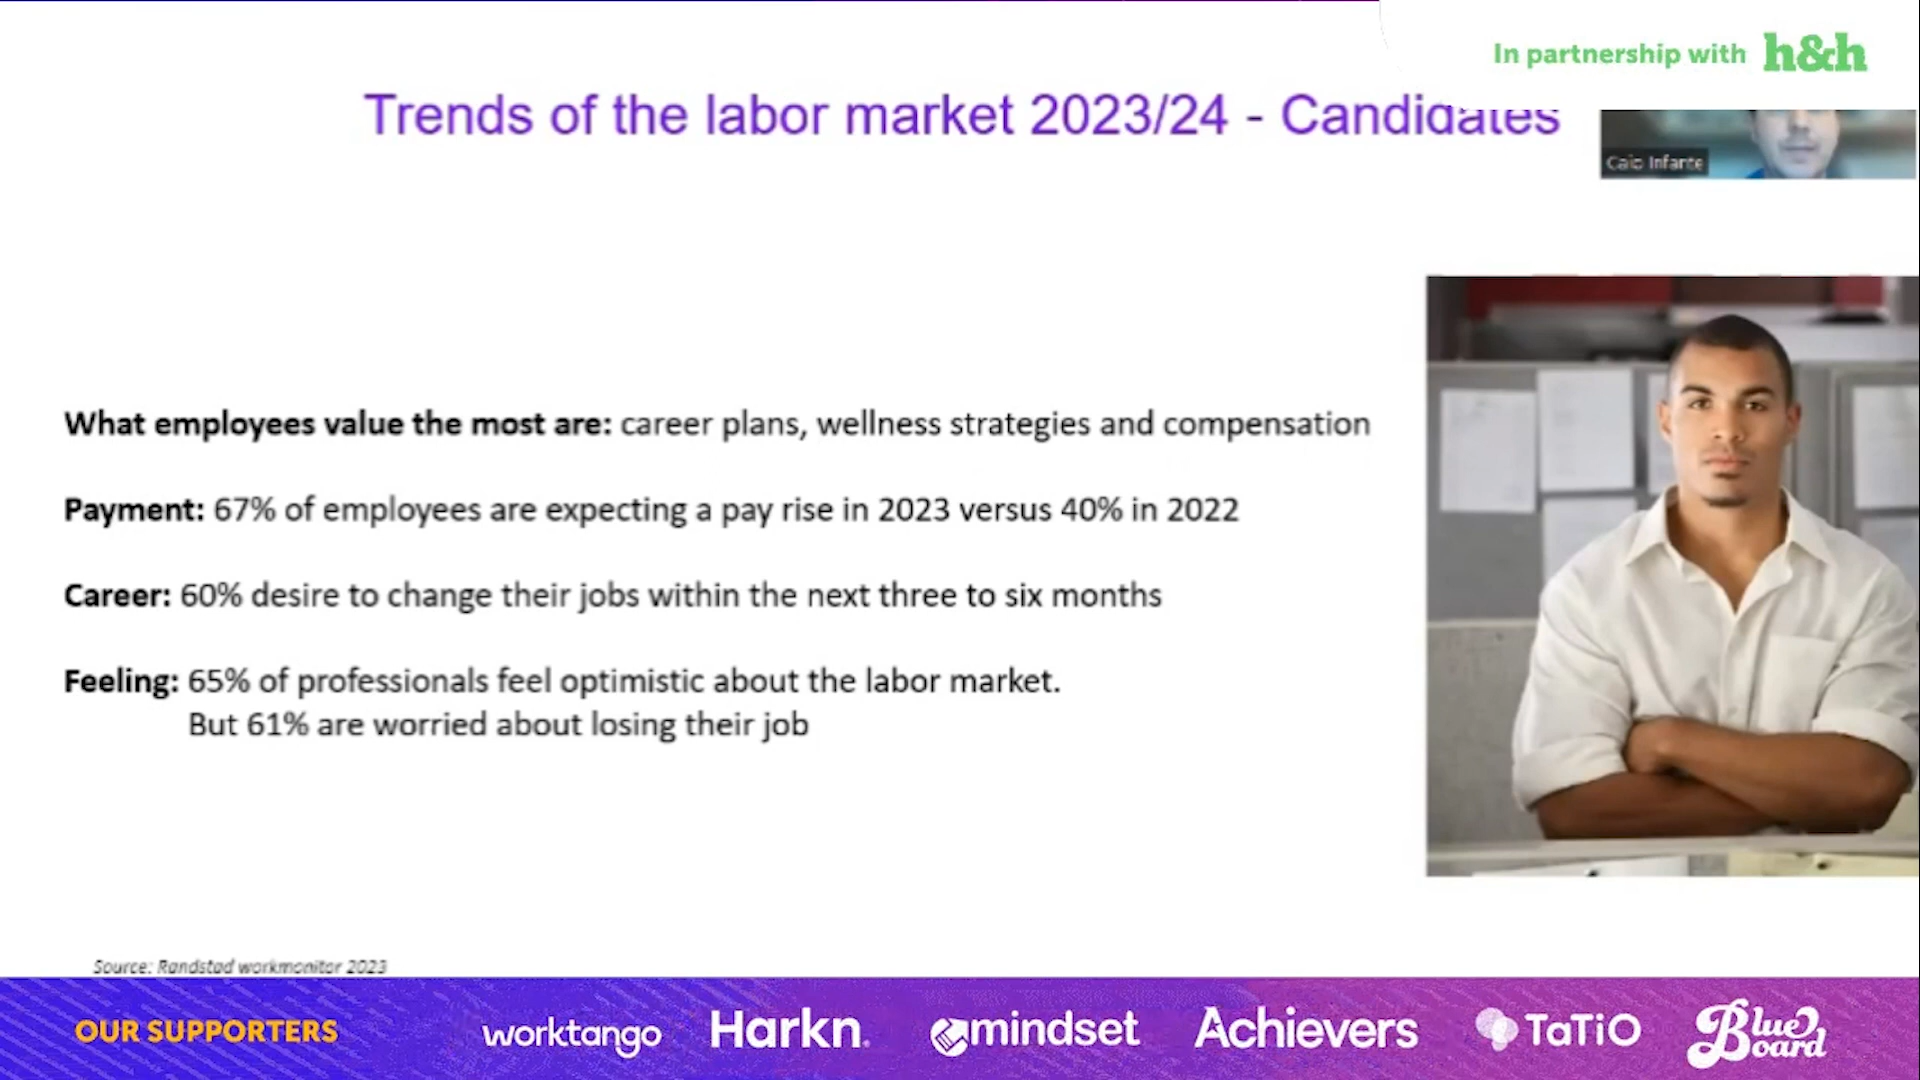 In partnership with h&h
Trends of the labor market 2023/24 - Candidates
Caio Infante
What employees value the most are: career plans, wellness strategies and compensation
Payment: 67% of employees are expecting a pay rise in 2023 versus 40% in 2022
Career: 60% desire to change their jobs within the next three to six months
Feeling: 65% of professionals feel optimistic about the labor market.
But 61% are worried about losing their job
Source: Randstad workmonitor 2023
OUR SUPPORTERS worktango Harkn. mindset Achievers TaTiO Blue Board